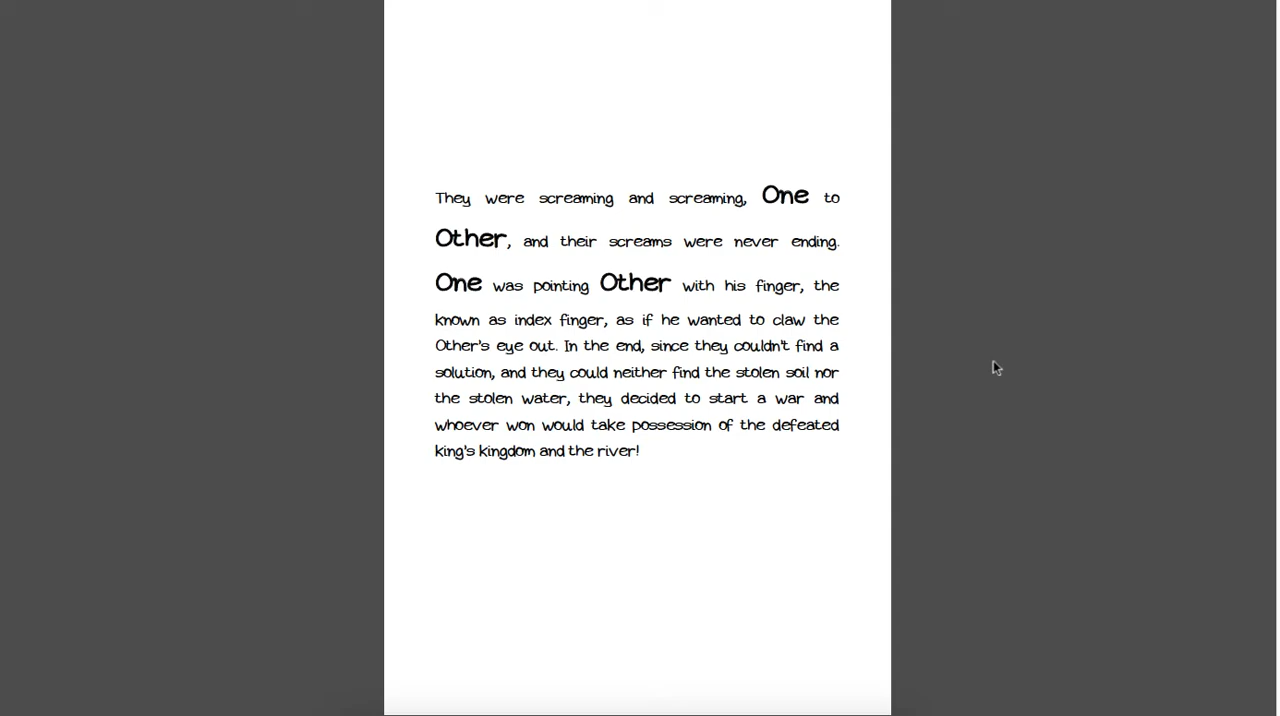 They were screaming and screaming, One to
Other, and their screams were never ending.
One was pointing Other with his finger, the
known as index finger, as if he wanted to claw the
Other's eye out. In the end, since they couldn't find a
solution, and they could neither find the stolen soil nor
the stolen water, they decided to start a war and
whoever won would take possession of the defeated
king's kingdom and the river!